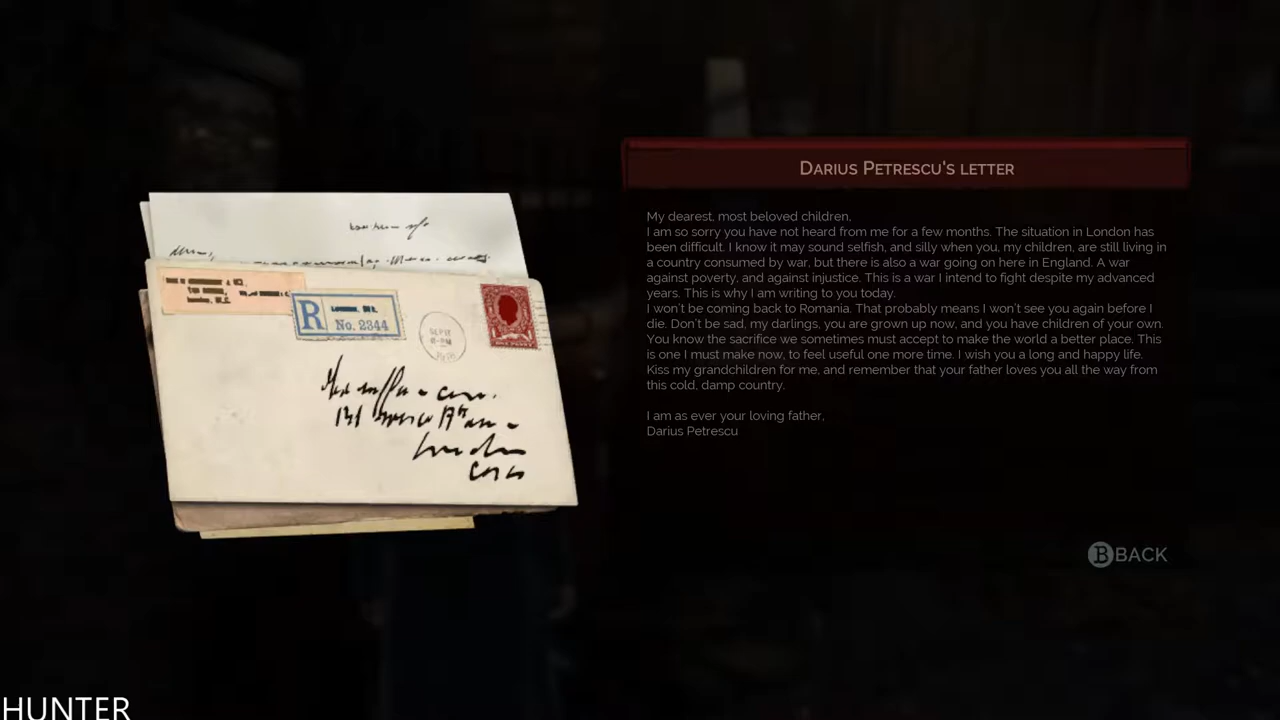 DARIUS PETRESCU'S LETTER
My dearest, most beloved children.
I am so sorry you have not heard from me for a few months. The situation in London has
been difficult. I know it may sound selfish, and silly when you, my children, are still living in
a country consumed by war, but there is also a war going on here in England. A war
against poverty, and against injustice. This is a war I intend to fight despite my advanced
years. This is why I am writing to you today.
I won't be coming back to Romania. That probably means I won't see you again before I
die. Don't be sad, my darlings, you are grown up now, and you have children of your own.
You know the sacrifice we sometimes must accept to make the world a better place. This
is one I must make now, to feel useful one more time. I wish you a long and happy life.
Kiss my grandchildren for me, and remember that your father loves you all the way from
this cold, damp country.
I am as ever your loving father,
Darius Petrescu
R
No. 2344
B BACK
HUNTER